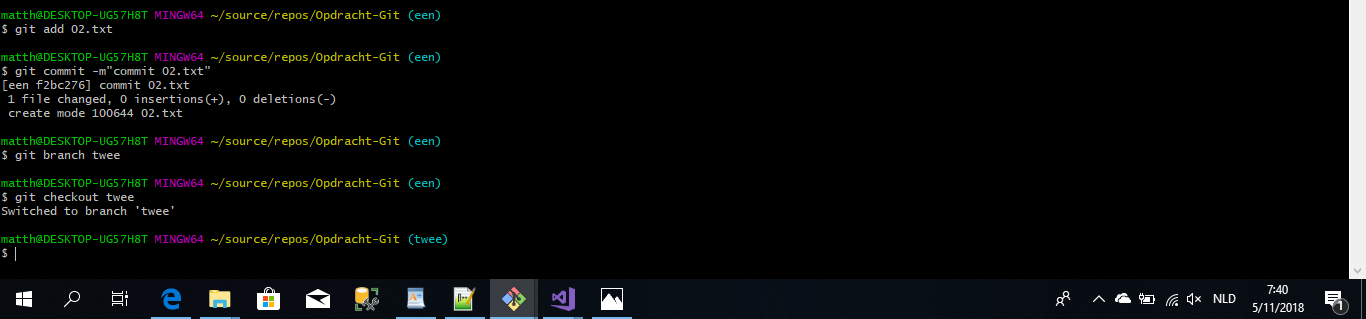 matth@DESKTOP-UG57H8T MINGW64 ~/source/repos/Opdracht-Git (een)
$ git add 02.txt
matth@DESKTOP-UG57H8T MINGW64 ~/source/repos/Opdracht-Git (een)
$ git commit -m"commit 02.txt"
[een f2bc276] commit 02.txt
 1 file changed, 0 insertions(+), 0 deletions(-)
 create mode 100644 02.txt
matth@DESKTOP-UG57H8T MINGW64 ~/source/repos/Opdracht-Git (een)
$ git branch twee
matth@DESKTOP-UG57H8T MINGW64 ~/source/repos/Opdracht-Git (een)
$ git checkout twee
Switched to branch 'twee'
matth@DESKTOP-UG57H8T MINGW64 ~/source/repos/Opdracht-Git (twee)
$
NLD
7:40
5/11/2018
1